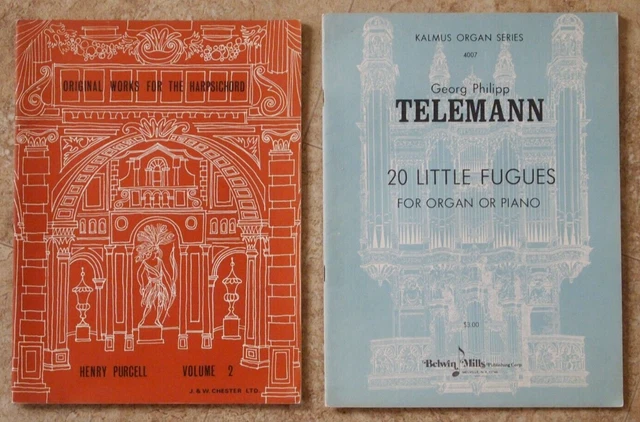 ORIGINAL WORKS FOR THE HARPSICHORD
HENRY PURCELL VOLUME 2
J. & W. CHESTER LTD.
KALMUS ORGAN SERIES
4007
Georg Philipp
TELEMANN
20 LITTLE FUGUES
FOR ORGAN OR PIANO
$3.00
Belwin Mills Publishing Corp.